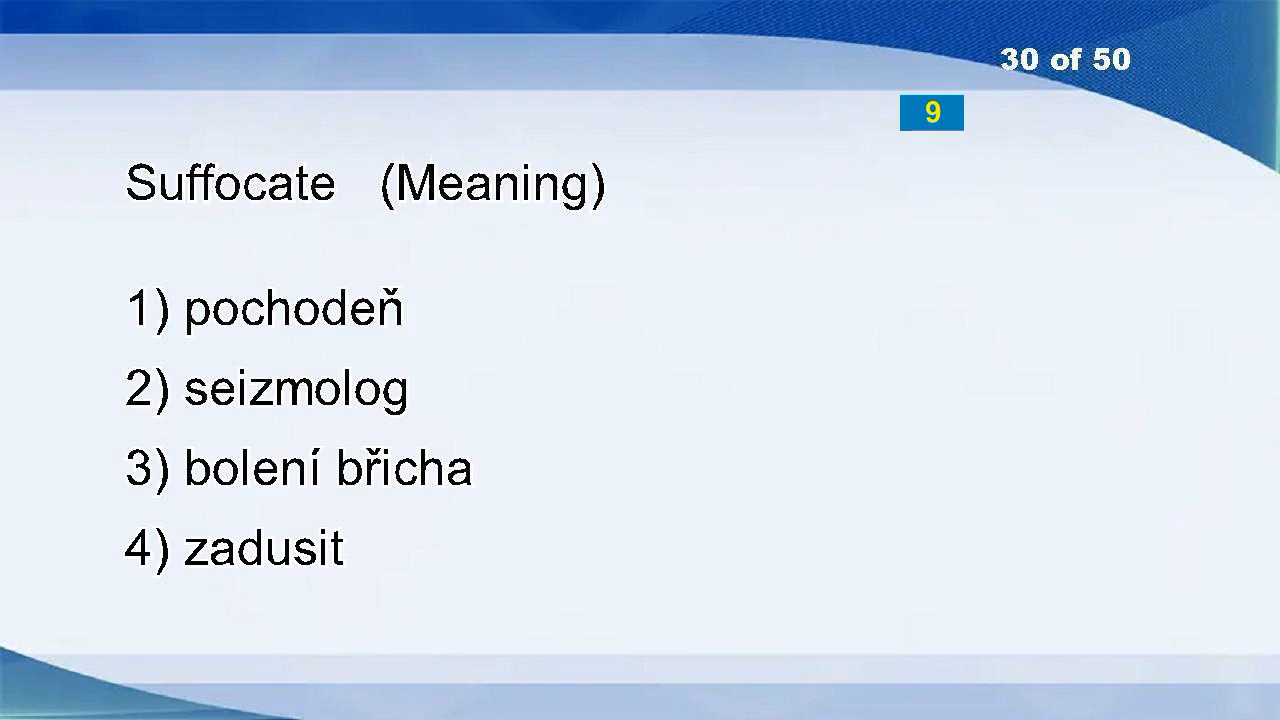 30 of 50
9
Suffocate (Meaning)
1) pochodeň
2) seizmolog
3) bolení břicha
4) zadusit